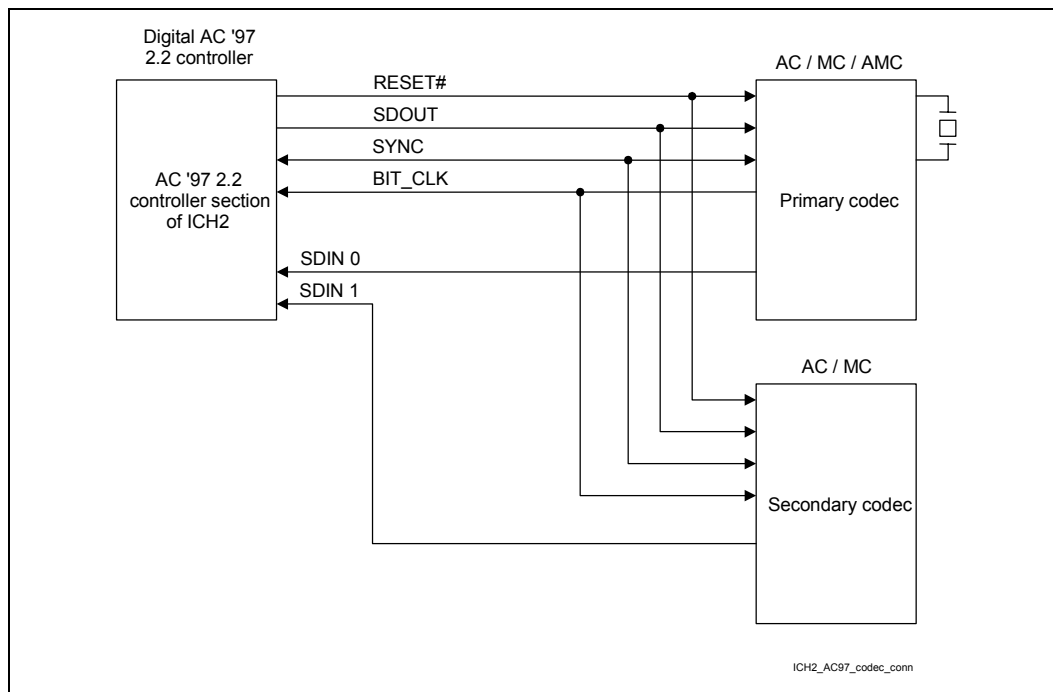 Digital AC '97
2.2 controller
AC / MC / AMC
RESET#
SDOUT
SYNC
BIT_CLK
AC '97 2.2
controller section
of ICH2
Primary codec
SDIN 0
SDIN 1
AC / MC
Secondary codec
ICH2_AC97_codec_conn